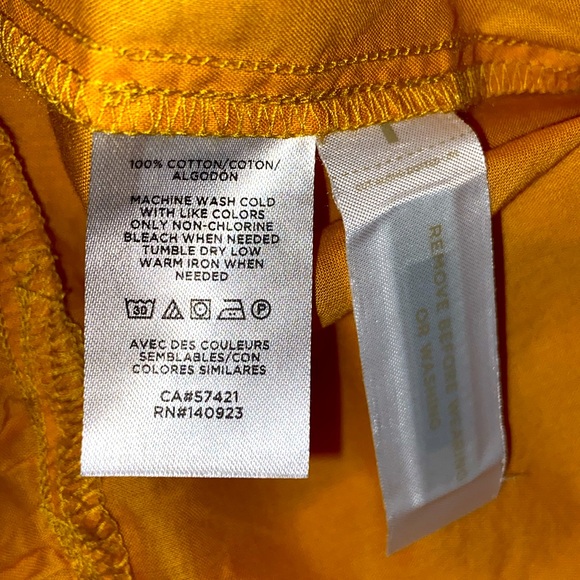 100% COTTON/COTON/
ALGODÓN
MACHINE WASH COLD
WITH LIKE COLORS
ONLY NON-CHLORINE
BLEACH WHEN NEEDED
TUMBLE DRY LOW
WARM IRON WHEN
NEEDED
30 P
AVEC DES COULEURS
SEMBLABLES/CON
COLORES SIMILARES
CA#57421
RN#140923
REMOVE BEFORE WEARING
OR WASHING